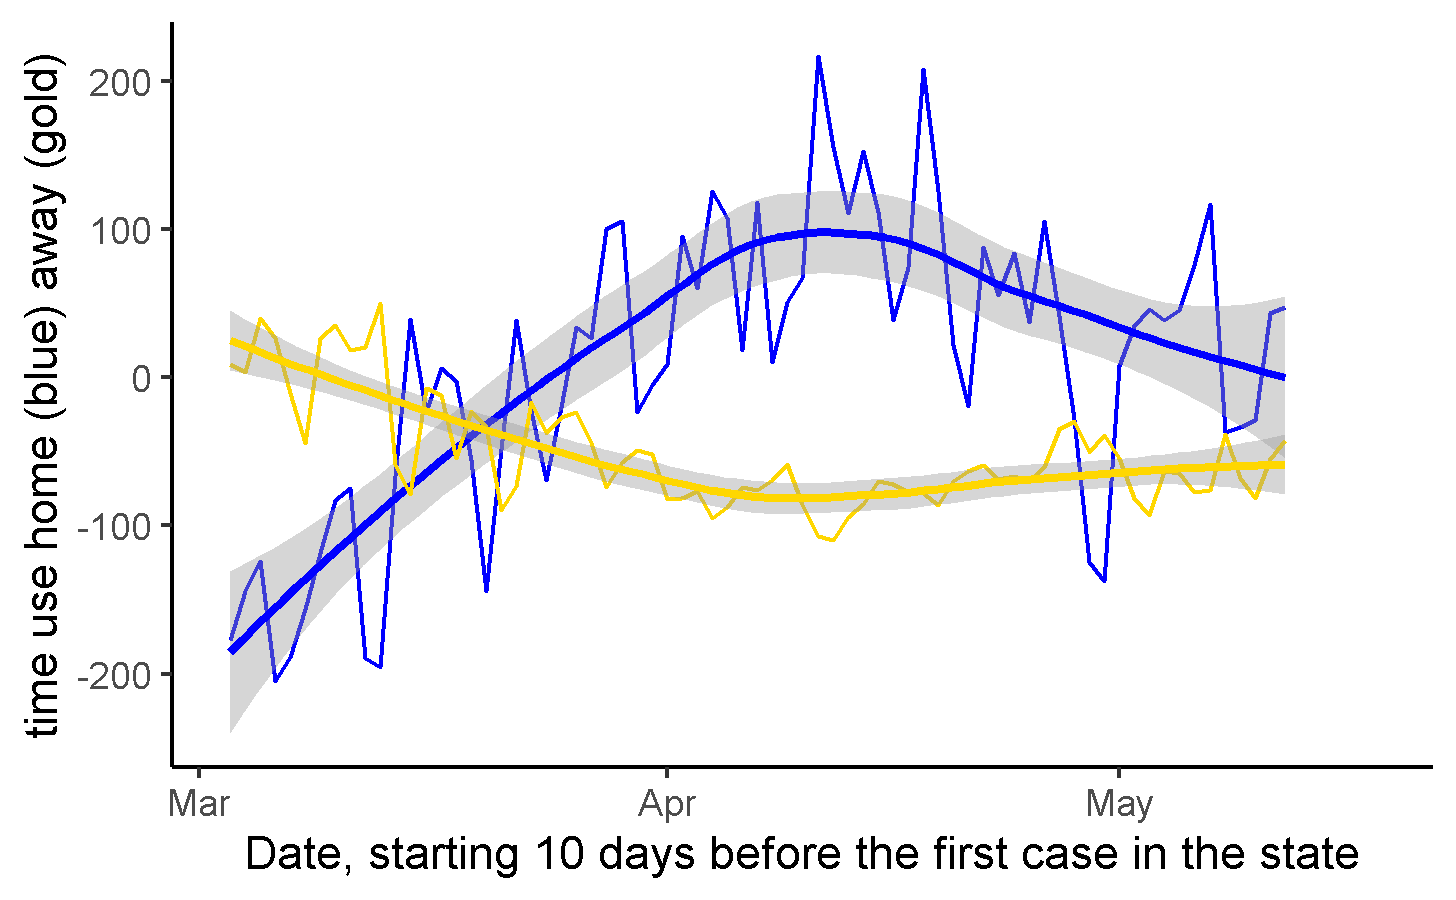 time use home (blue) away (gold)
200
100
0
-100
-200
Mar Apr May
Date, starting 10 days before the first case in the state